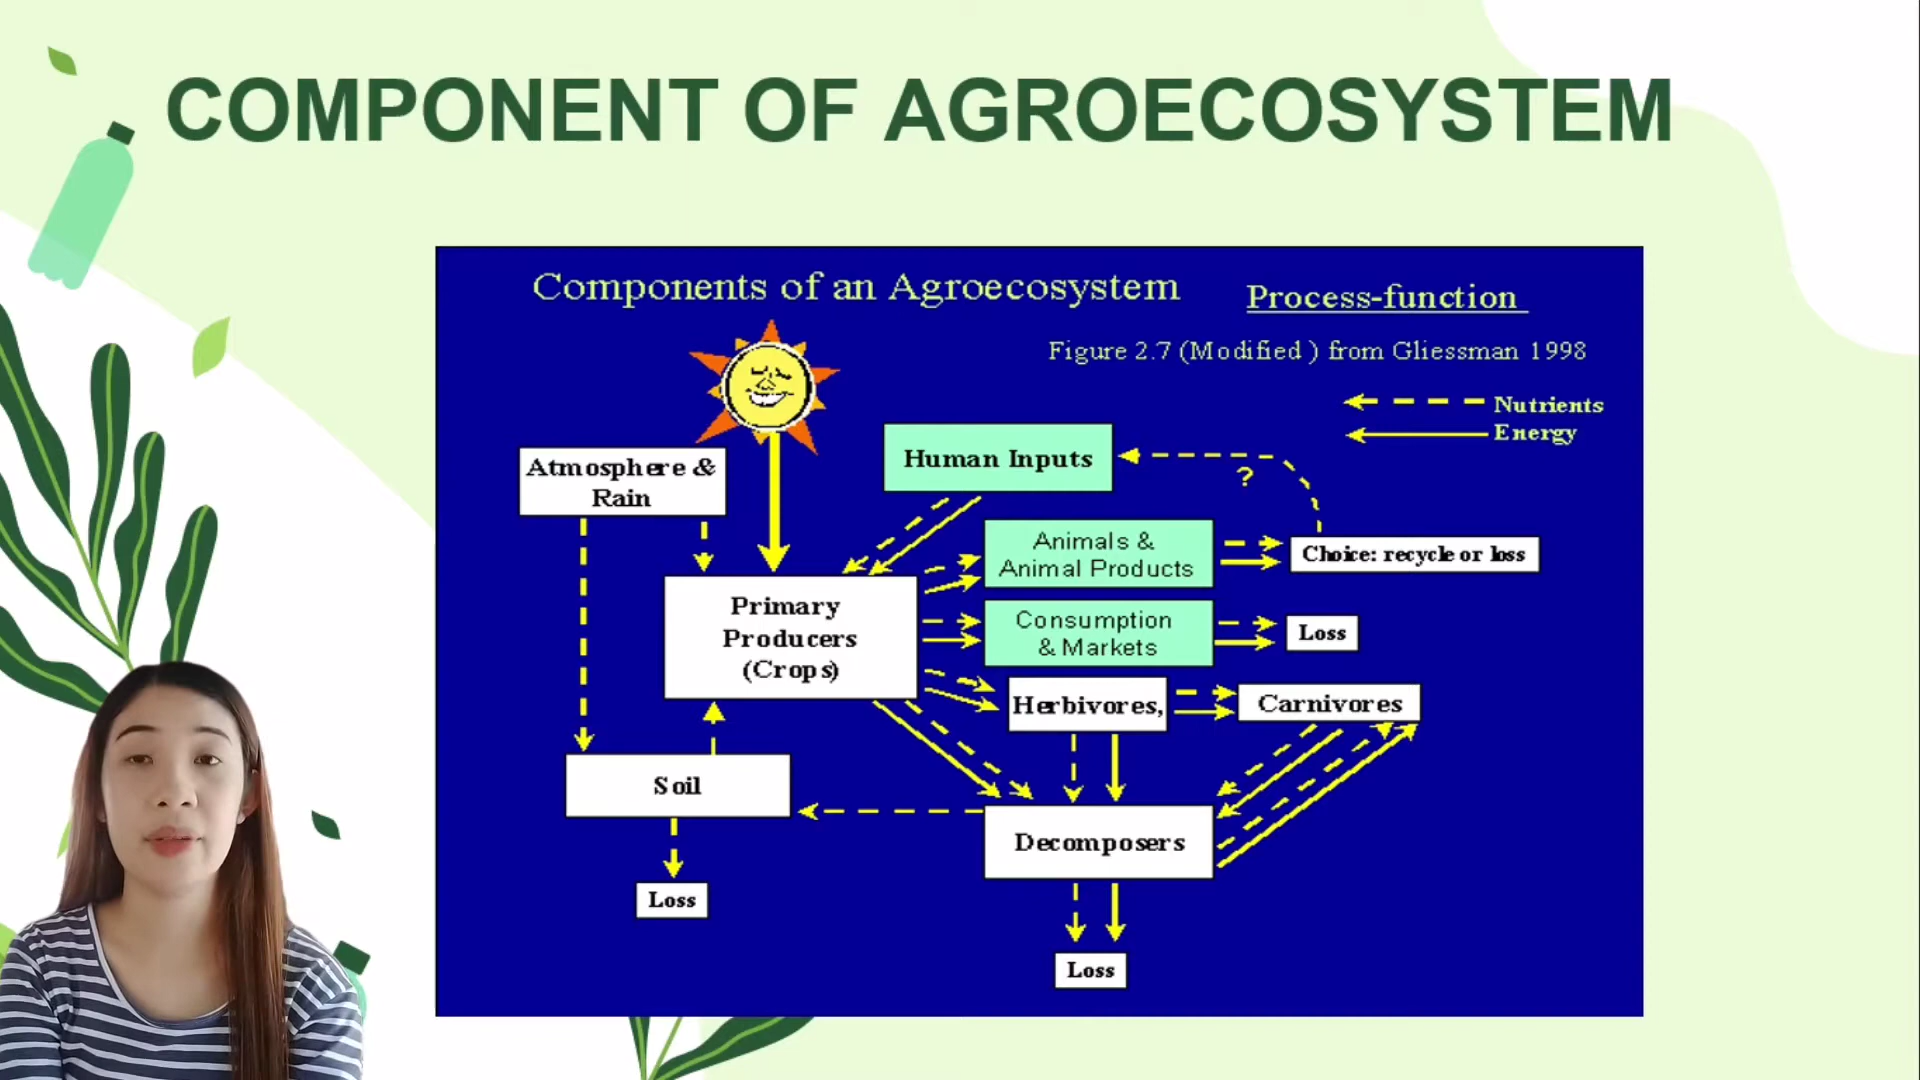 COMPONENT OF AGROECOSYSTEM
Components of an Agroecosystem
Process-function
Figure 2.7 (Modified ) from Gliessman 1998
Nutrients
Energy
Atmosphere &
Rain
Human Inputs
?
Animals &
Animal Products
Choice: recycle or loss
Primary
Producers
(Crops)
Consumption
& Markets
Loss
Herbivores,
Carnivores
Soil
Decomposers
Loss
Loss